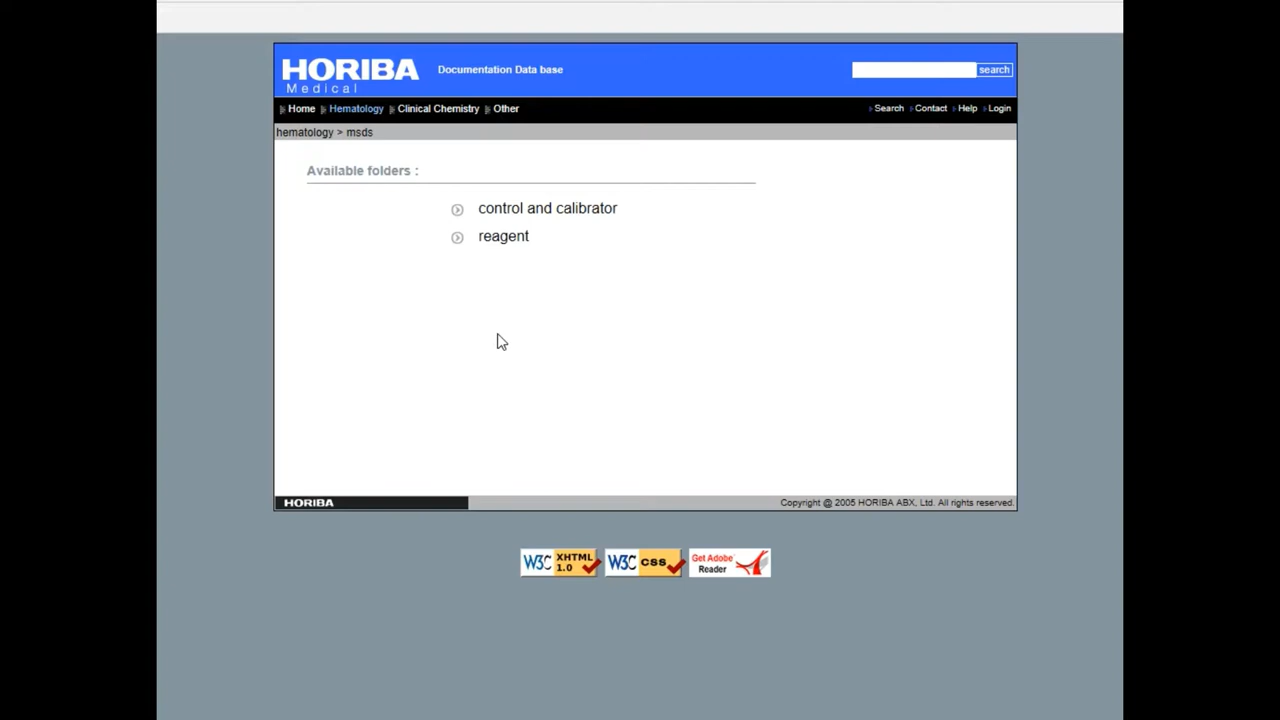 HORIBA
Medical
Documentation Data base
search
Home Hematology Clinical Chemistry Other
Search Contact Help Login
hematology > msds
Available folders :
control and calibrator
reagent
HORIBA
Copyright @ 2005 HORIBA ABX, Ltd. All rights reserved.
W3C XHTML 1.0
W3C CSS
Get Adobe Reader